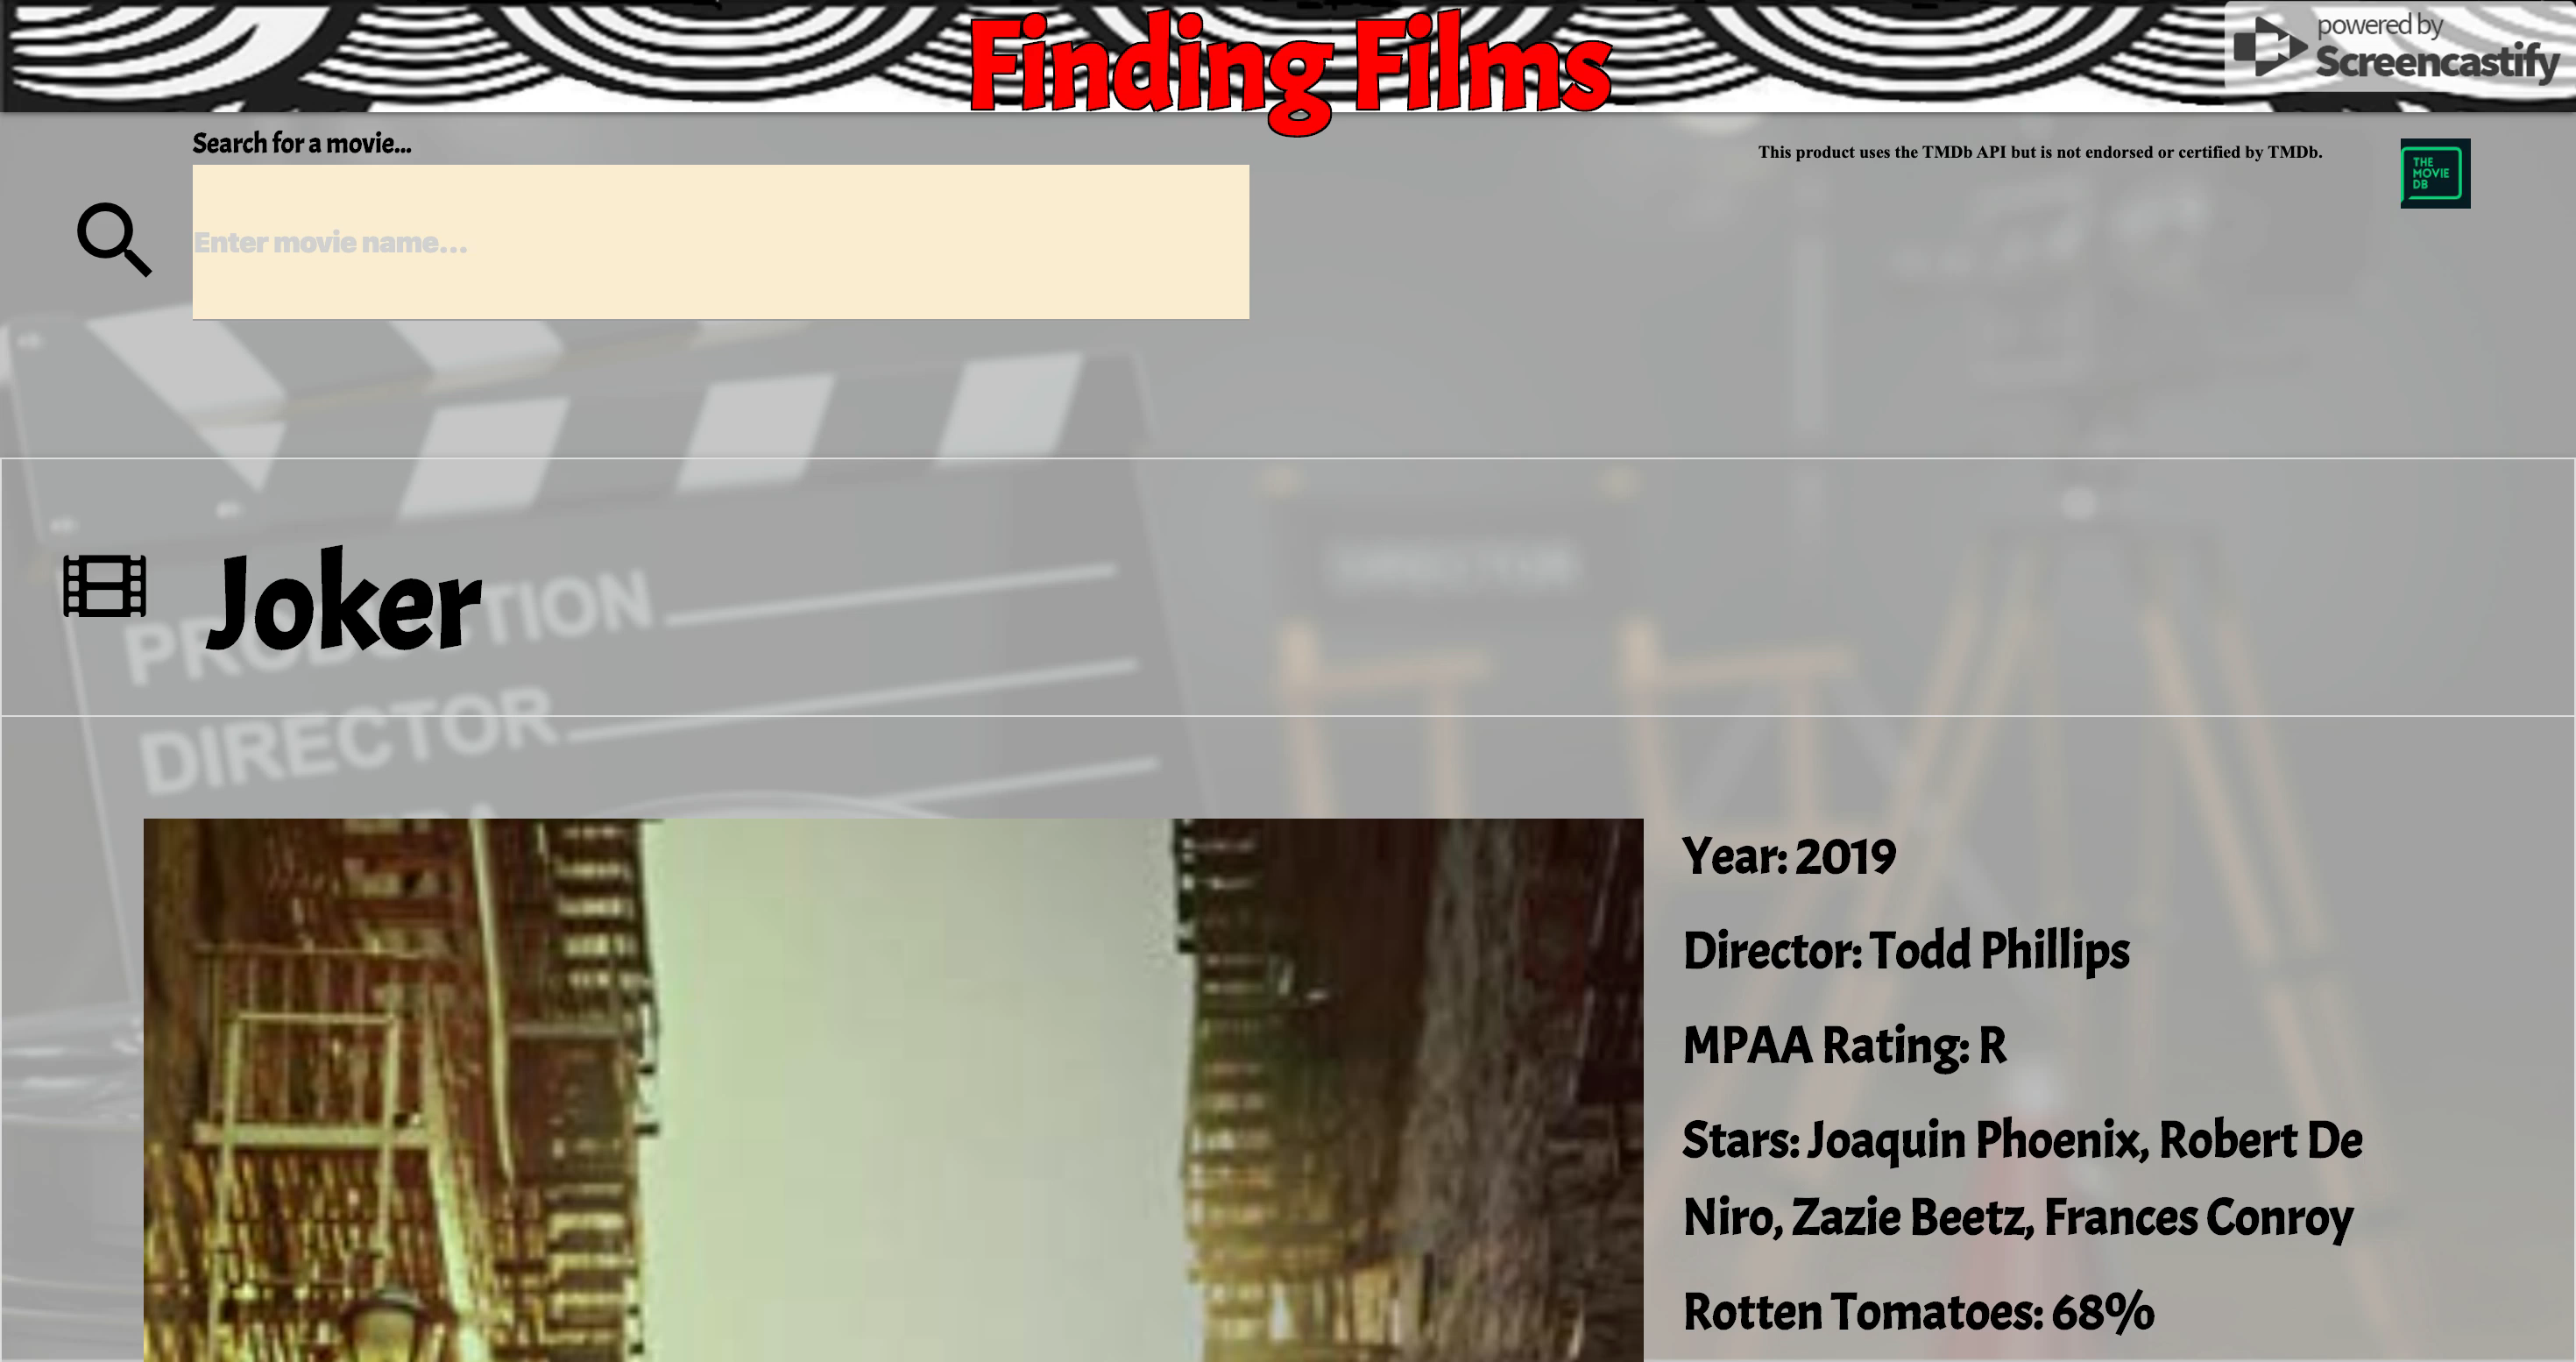 Finding Films
powered by
Screencastify
Search for a movie...
This product uses the TMDb API but is not endorsed or certified by TMDb.
THE
MOVIE
DB
Enter movie name...
Joker
PRODUCTION
DIRECTOR
Year: 2019
Director: Todd Phillips
MPAA Rating: R
Stars: Joaquin Phoenix, Robert De
Niro, Zazie Beetz, Frances Conroy
Rotten Tomatoes: 68%